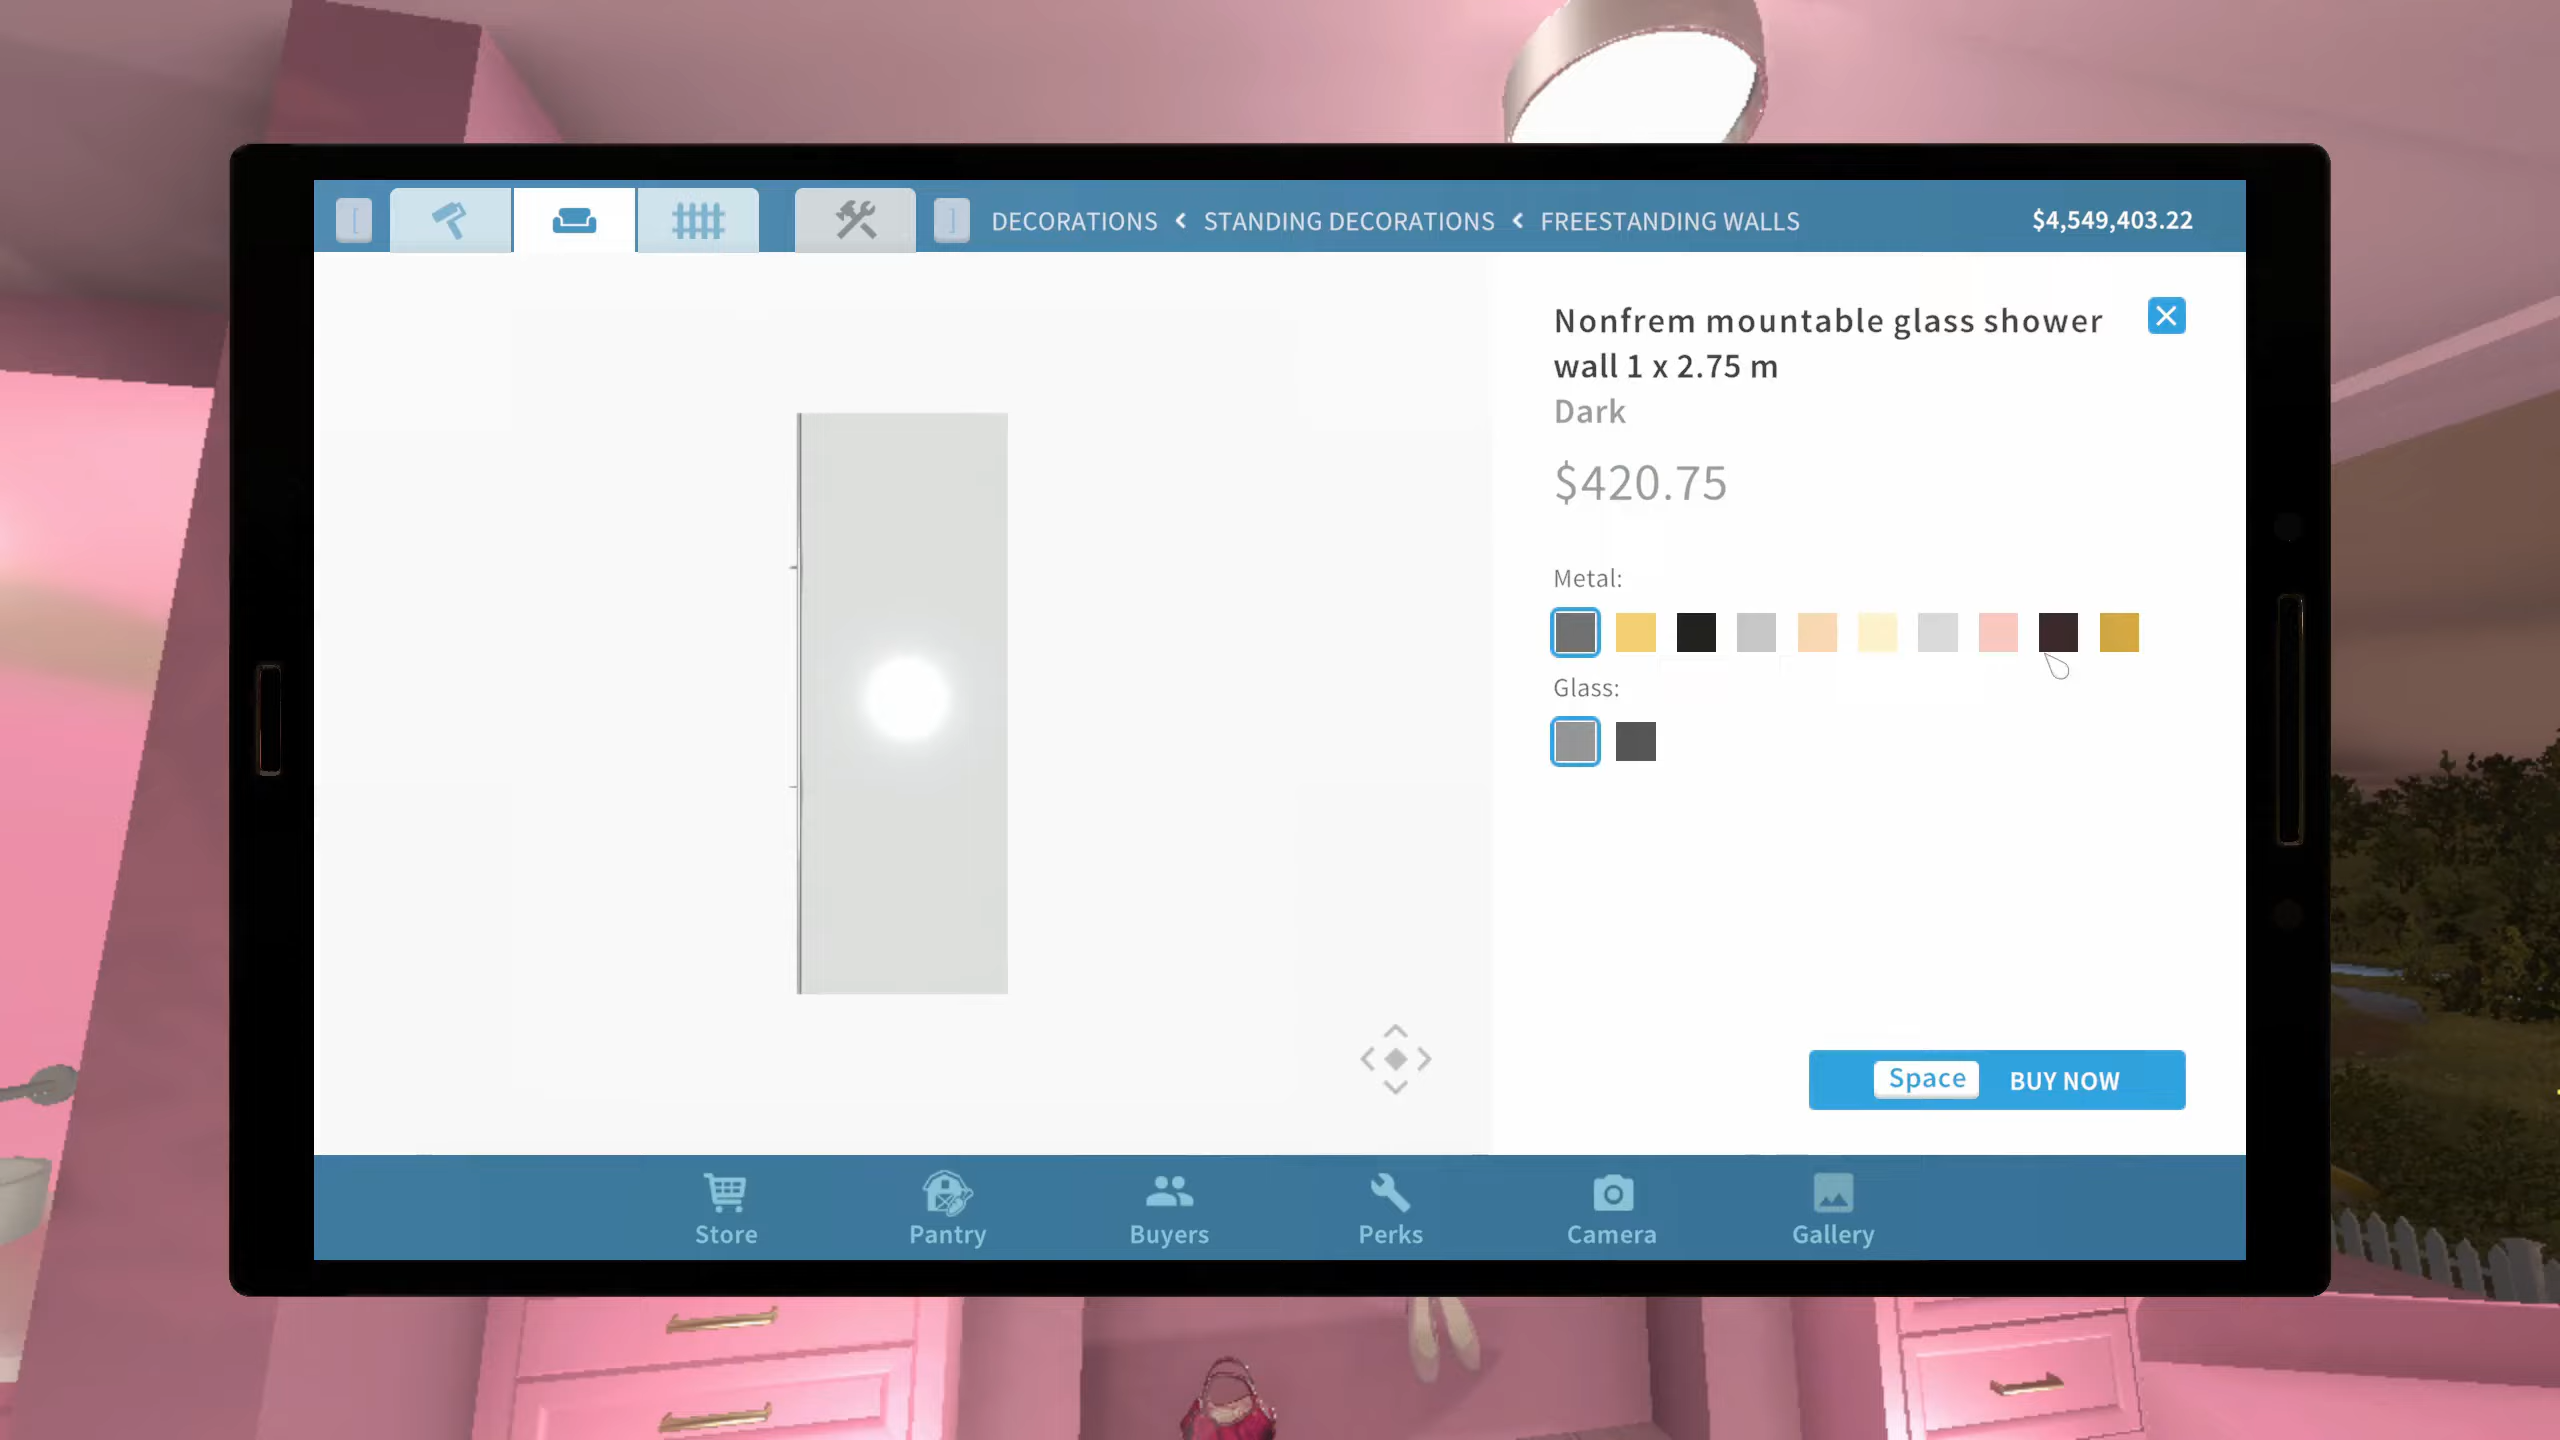 [
]
DECORATIONS < STANDING DECORATIONS < FREESTANDING WALLS
$4,549,403.22
Nonfrem mountable glass shower
wall 1 x 2.75 m
Dark
$420.75
Metal:
Glass:
Space BUY NOW
Store
Pantry
Buyers
Perks
Camera
Gallery